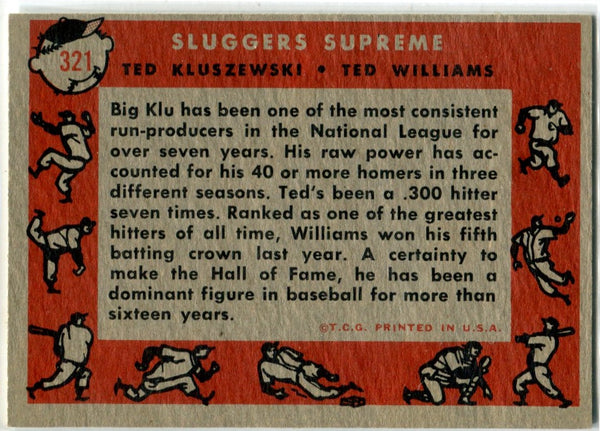 321
SLUGGERS SUPREME
TED KLUSZEWSKI • TED WILLIAMS
Big Klu has been one of the most consistent
run-producers in the National League for
over seven years. His raw power has ac-
counted for his 40 or more homers in three
different seasons. Ted's been a .300 hitter
seven times. Ranked as one of the greatest
hitters of all time, Williams won his fifth
batting crown last year. A certainty to
make the Hall of Fame, he has been a
dominant figure in baseball for more than
sixteen years.
©T.C.G. PRINTED IN U.S.A.